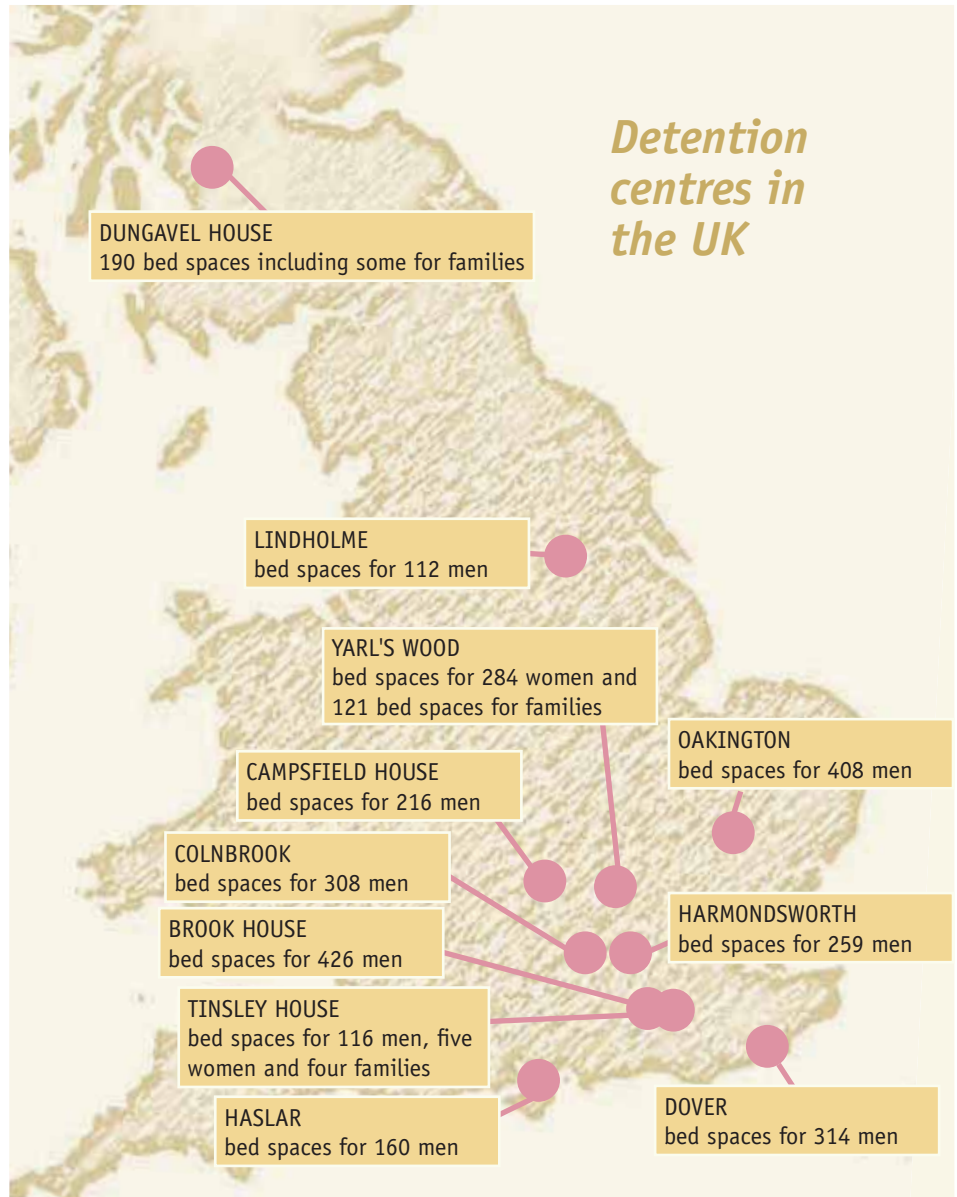 Detention
centres in
the UK
DUNGAVEL HOUSE
190 bed spaces including some for families
LINDHOLME
bed spaces for 112 men
YARL'S WOOD
bed spaces for 284 women and
121 bed spaces for families
OAKINGTON
bed spaces for 408 men
CAMPSFIELD HOUSE
bed spaces for 216 men
COLNBROOK
bed spaces for 308 men
HARMONDSWORTH
bed spaces for 259 men
BROOK HOUSE
bed spaces for 426 men
TINSLEY HOUSE
bed spaces for 116 men, five
women and four families
HASLAR
bed spaces for 160 men
DOVER
bed spaces for 314 men